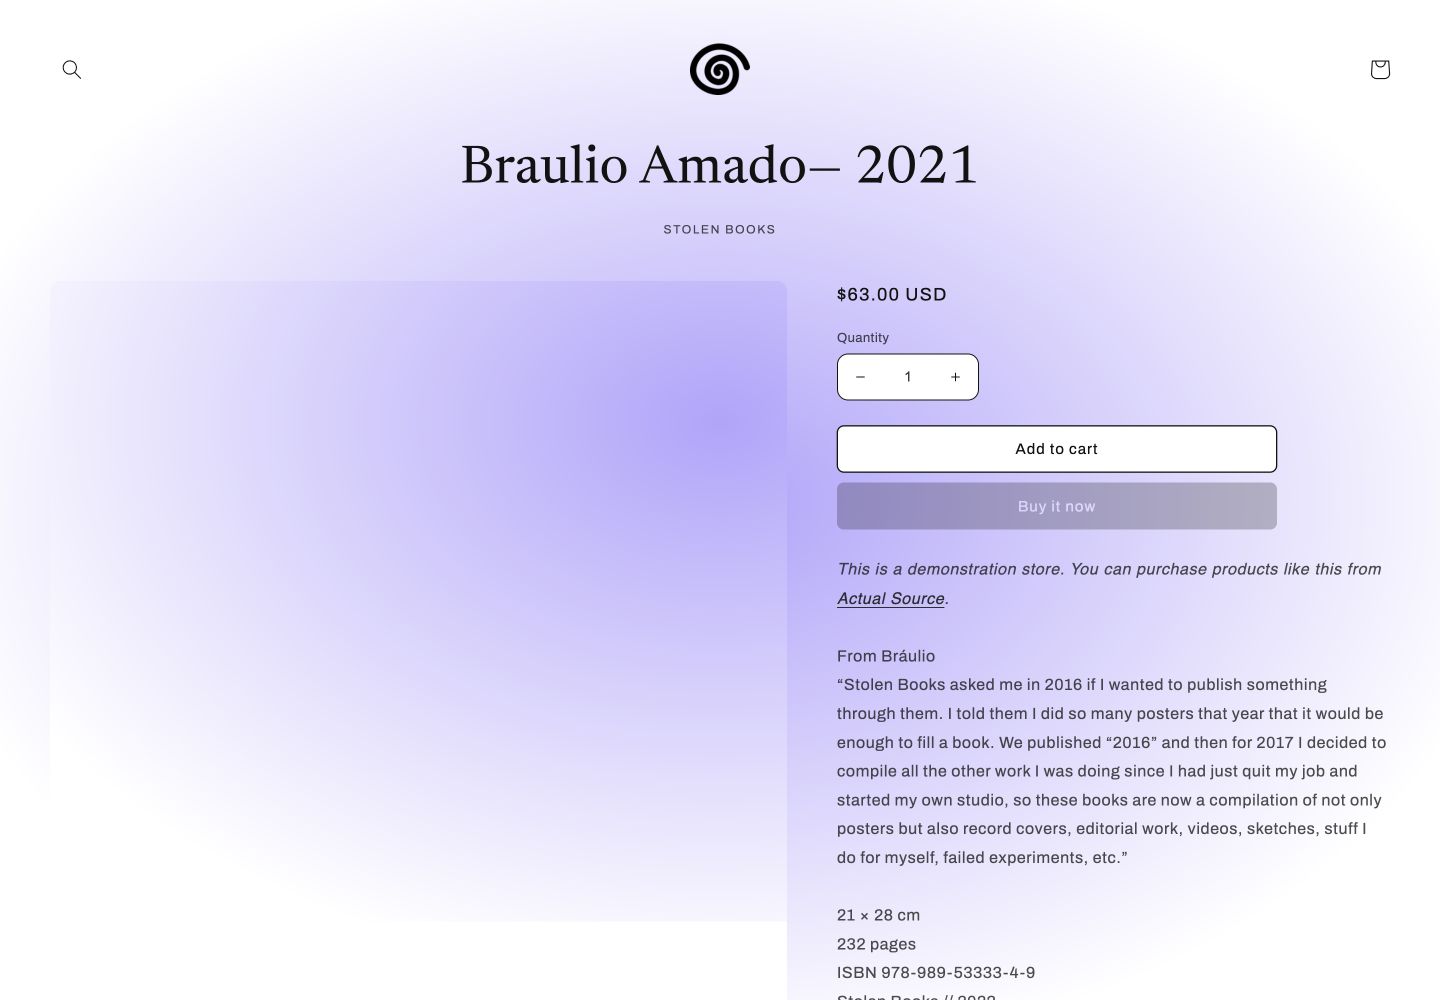 Braulio Amado– 2021
STOLEN BOOKS
$63.00 USD
Quantity
1
Add to cart
Buy it now
This is a demonstration store. You can purchase products like this from
Actual Source.
From Bráulio
“Stolen Books asked me in 2016 if I wanted to publish something
through them. I told them I did so many posters that year that it would be
enough to fill a book. We published “2016” and then for 2017 I decided to
compile all the other work I was doing since I had just quit my job and
started my own studio, so these books are now a compilation of not only
posters but also record covers, editorial work, videos, sketches, stuff I
do for myself, failed experiments, etc.”
21 × 28 cm
232 pages
ISBN 978-989-53333-4-9
Stolen Books // 2022